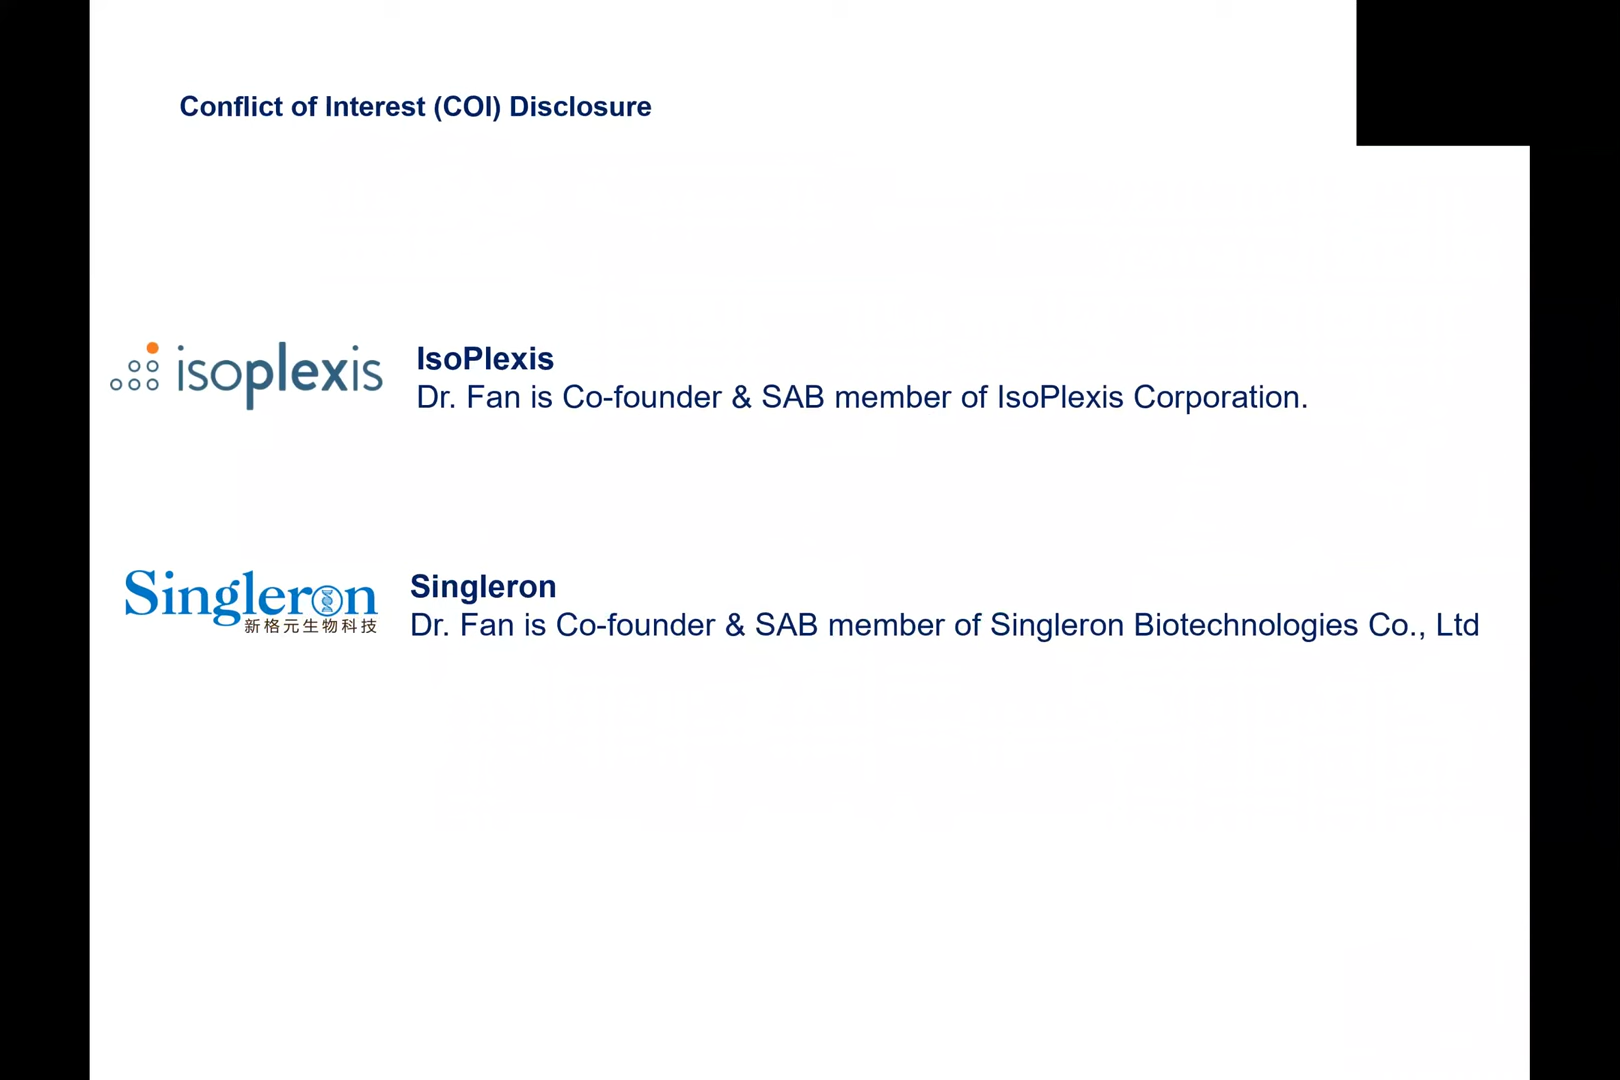 Conflict of Interest (COI) Disclosure
isoplexis
IsoPlexis
Dr. Fan is Co-founder & SAB member of IsoPlexis Corporation.
Singleron
新格元生物科技
Singleron
Dr. Fan is Co-founder & SAB member of Singleron Biotechnologies Co., Ltd